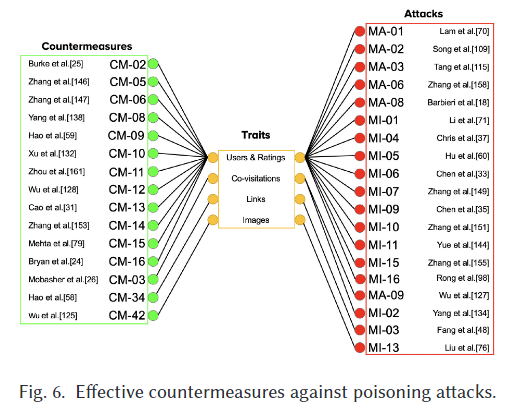 Attacks
Countermeasures
Traits
Burke et al.[25] CM-02
Zhang et al.[146] CM-05
Zhang et al.[147] CM-06
Yang et al.[138] CM-08
Hao et al.[59] CM-09
Xu et al.[132] CM-10
Zhou et al.[161] CM-11
Wu et al.[128] CM-12
Cao et al.[31] CM-13
Zhang et al.[153] CM-14
Mehta et al.[79] CM-15
Bryan et al.[24] CM-16
Mobasher et al.[26] CM-03
Hao et al.[58] CM-34
Wu et al.[125] CM-42
Users & Ratings
Co-visitations
Links
Images
MA-01 Lam et al.[70]
MA-02 Song et al.[109]
MA-03 Tang et al.[115]
MA-06 Zhang et al.[158]
MA-08 Barbieri et al.[18]
MI-01 Li et al.[71]
MI-04 Chris et al.[37]
MI-05 Hu et al.[60]
MI-06 Chen et al.[33]
MI-07 Zhang et al.[149]
MI-09 Chen et al.[35]
MI-10 Zhang et al.[151]
MI-11 Yue et al.[144]
MI-15 Zhang et al.[155]
MI-16 Rong et al.[98]
MA-09 Wu et al.[127]
MI-02 Yang et al.[134]
MI-03 Fang et al.[48]
MI-13 Liu et al.[76]
Fig. 6. Effective countermeasures against poisoning attacks.